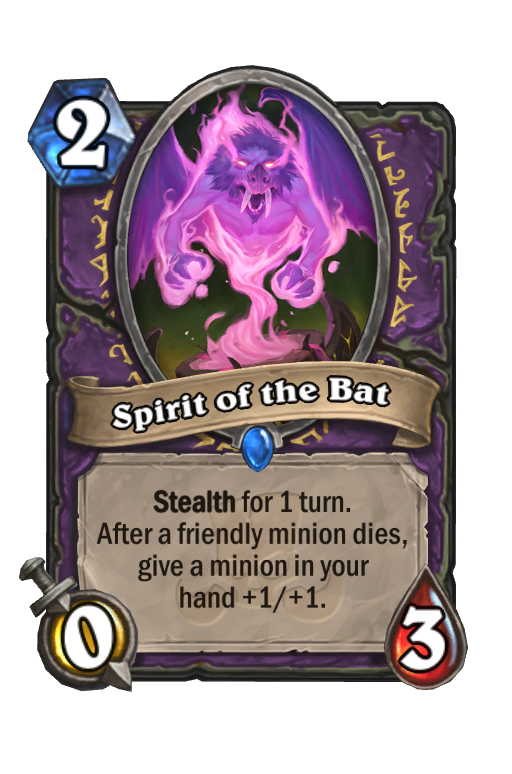 2
Spirit of the Bat
Stealth for 1 turn.
After a friendly minion dies,
give a minion in your
hand +1/+1.
0
3